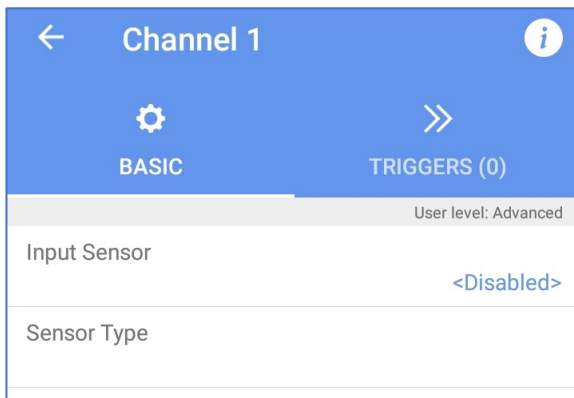 Channel 1
i
BASIC
TRIGGERS (0)
User level: Advanced
Input Sensor
<Disabled>
Sensor Type